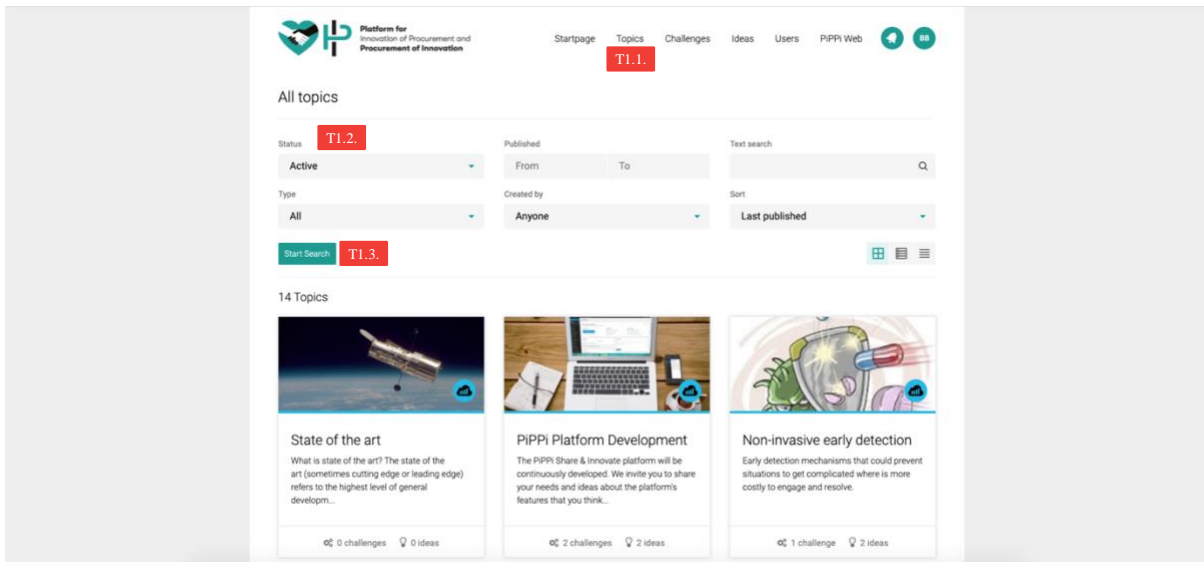 Platform for
Innovation of Procurement and
Procurement of Innovation
Startpage Topics Challenges Ideas Users PiPPi Web BB
T1.1.
All topics
Status T1.2. Published Text search
Active From To
Type Created by Sort
All Anyone Last published
Start Search T1.3.
14 Topics
State of the art
What is state of the art? The state of the
art (sometimes cutting edge or leading edge)
refers to the highest level of general
developm...
0 challenges 0 ideas
PiPPi Platform Development
The PiPPi Share & Innovate platform will be
continuously developed. We invite you to share
your needs and ideas about the platform's
features that you think...
2 challenges 2 ideas
Non-invasive early detection
Early detection mechanisms that could prevent
situations to get complicated where is more
costly to engage and resolve.
1 challenge 2 ideas